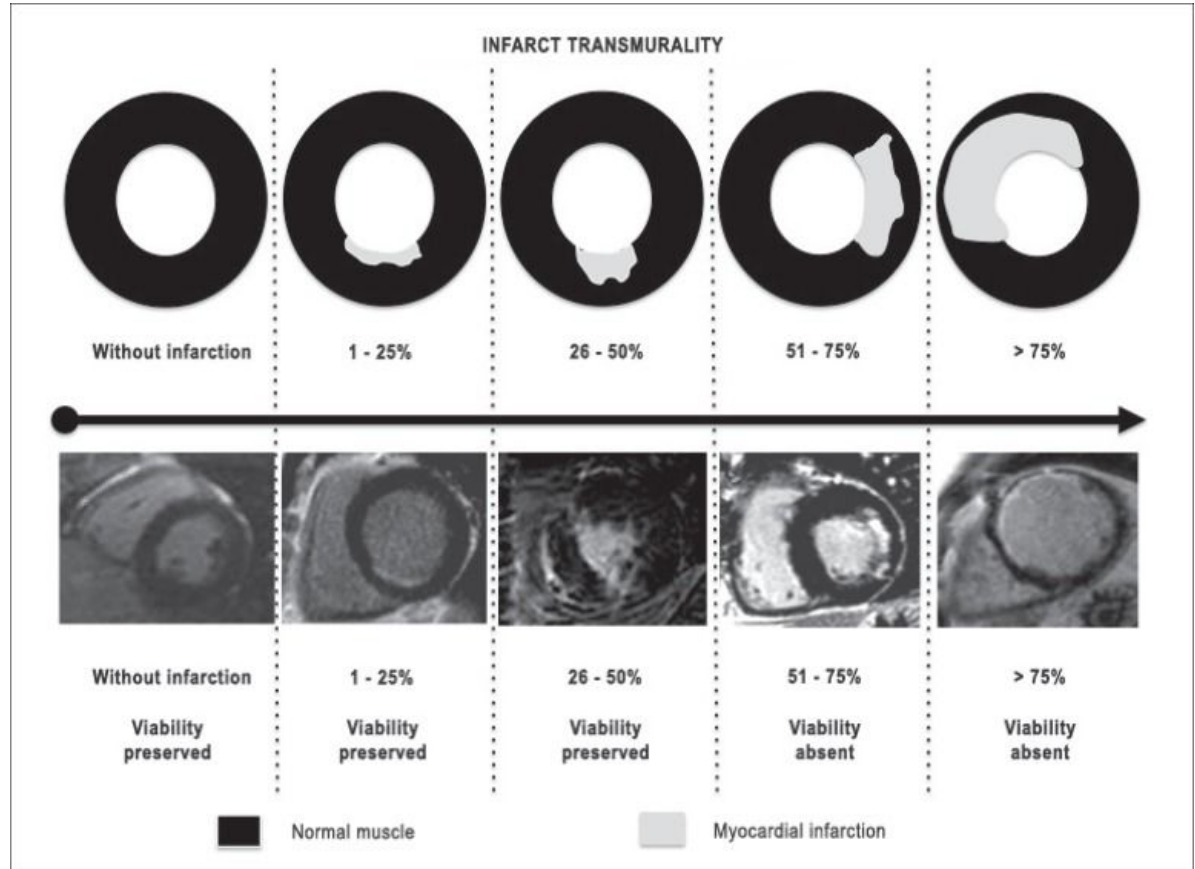 INFARCT TRANSMURALITY
Without infarction
1 - 25%
26 - 50%
51 - 75%
> 75%
Without infarction
1 - 25%
26 - 50%
51 - 75%
> 75%
Viability
preserved
Viability
preserved
Viability
preserved
Viability
absent
Viability
absent
Normal muscle
Myocardial infarction